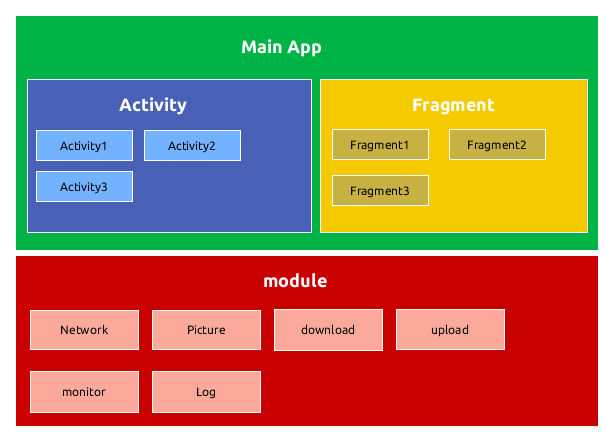 Main App
Activity
Activity1
Activity2
Activity3
Fragment
Fragment1
Fragment2
Fragment3
module
Network
Picture
download
upload
monitor
Log